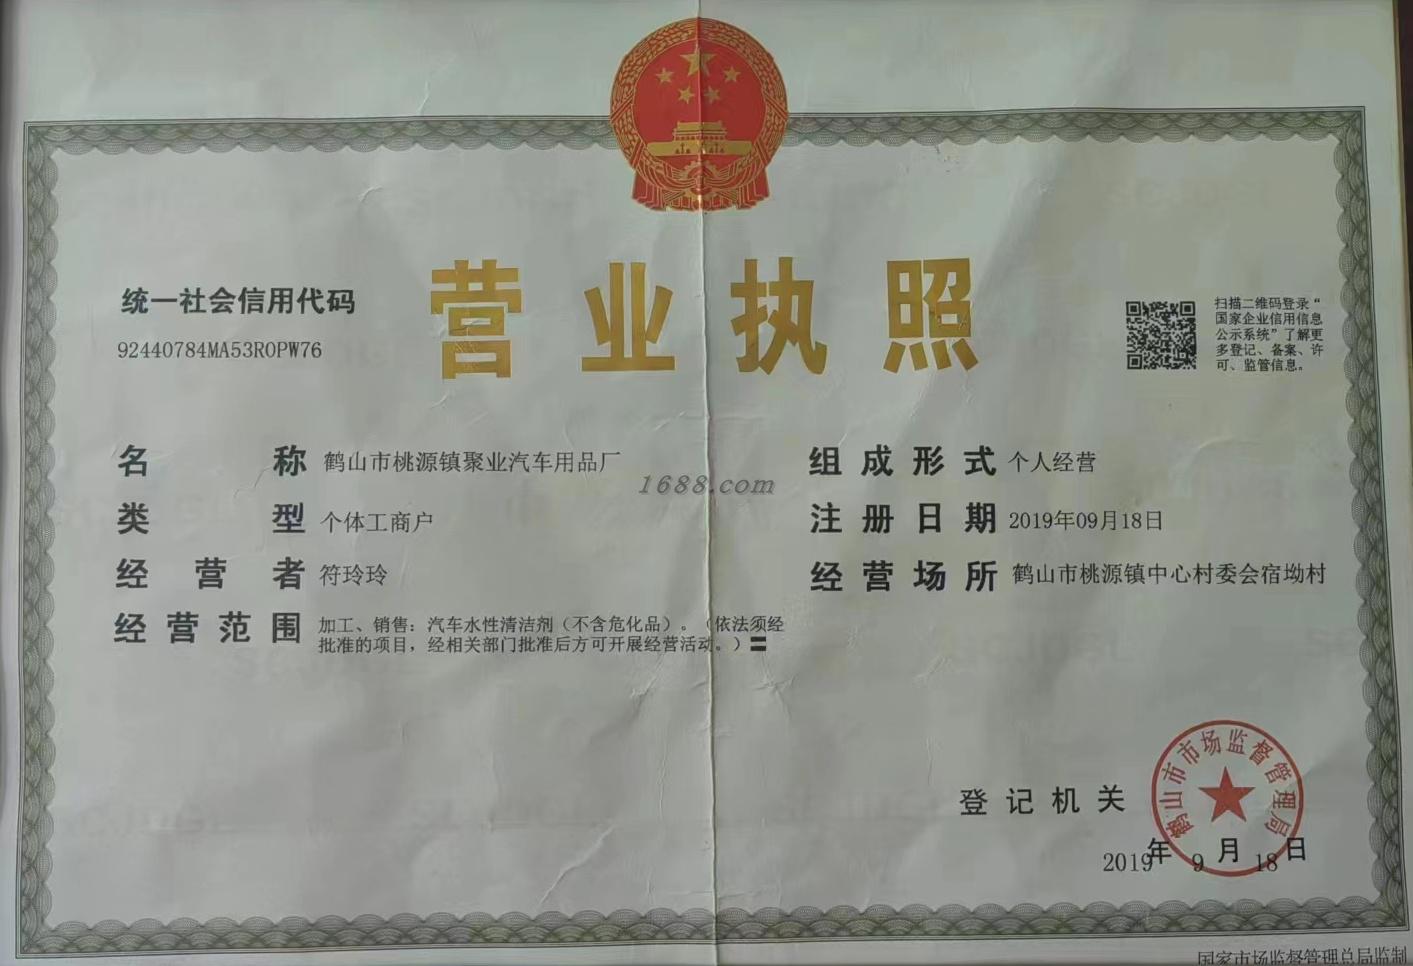 营业执照
统一社会信用代码
92440784MA53R0PW76
扫描二维码登录“
国家企业信用信息
公示系统”了解更
多登记、备案、许
可、监管信息。
名称 鹤山市桃源镇聚业汽车用品厂
类型 个体工商户
经营者 符玲玲
经营范围 加工、销售：汽车水性清洁剂（不含危化品）。（依法须经
批准的项目，经相关部门批准后方可开展经营活动。）〓
1688.com
组成形式 个人经营
注册日期 2019年09月18日
经营场所 鹤山市桃源镇中心村委会宿坳村
登记机关
鹤山市市场监督管理局
2019年9月18日
国家市场监督管理总局监制